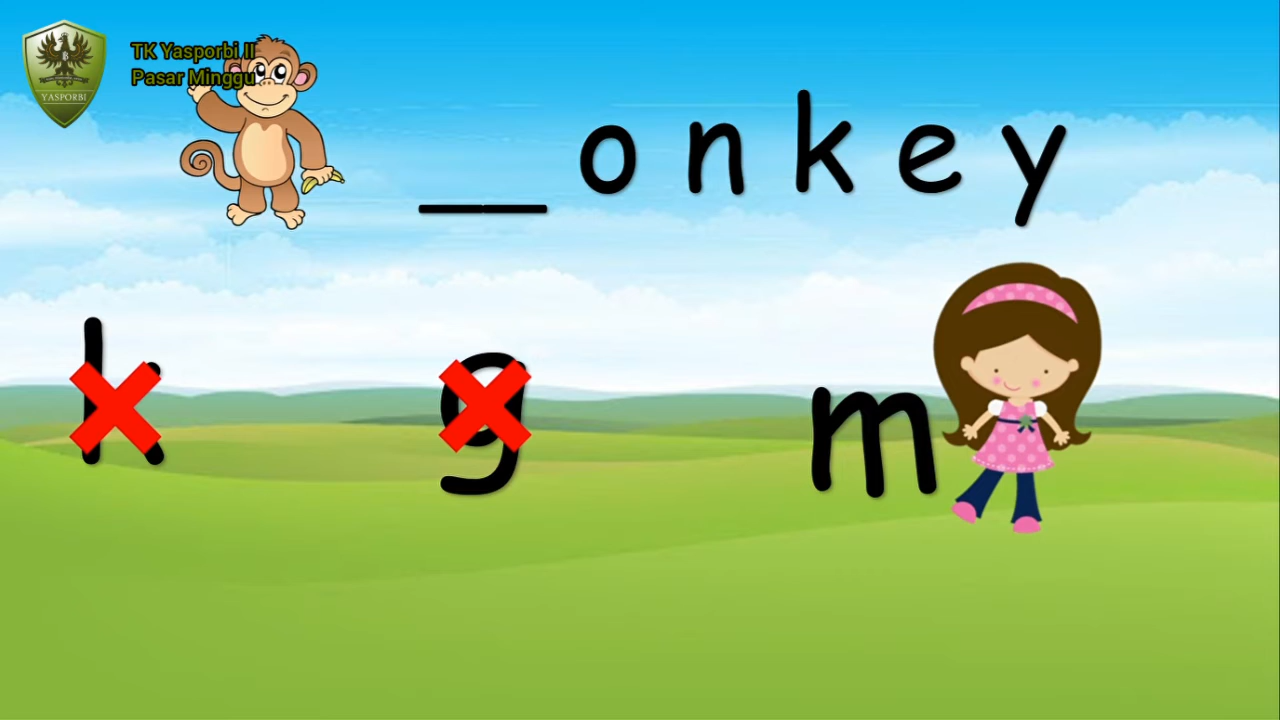 TK Yasporbi II
Pasar Minggu
YASPORBI
__ o n k e y
k g m